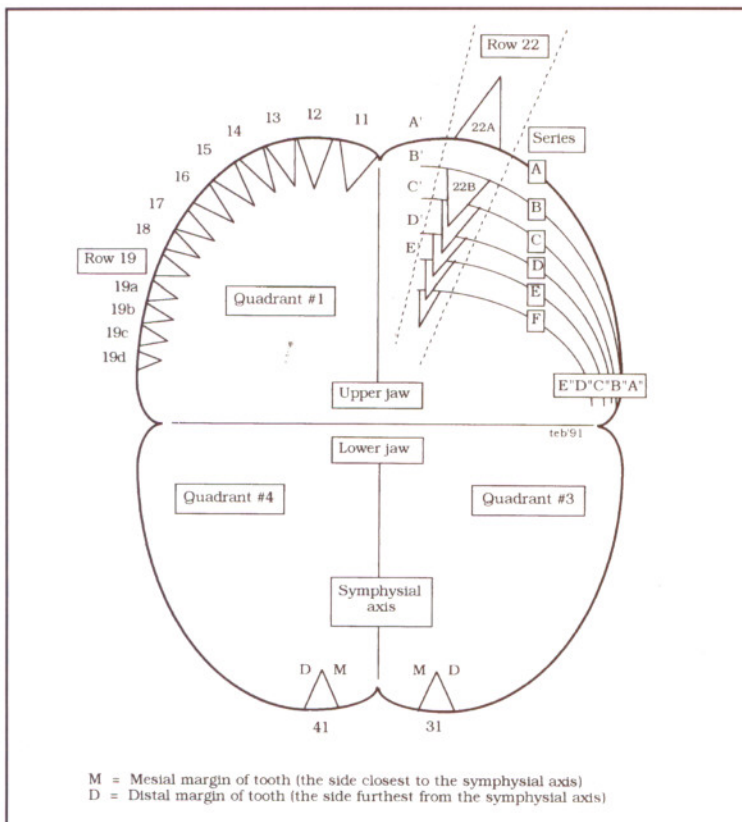 Row 22
11
12
13
14
15
16
17
18
Row 19
19a
19b
19c
19d
A'
B'
C'
D'
E'
22A
22B
Series
A
B
C
D
E
F
Quadrant #1
E"D"C"B"A"
Upper jaw
teb'91
Lower jaw
Quadrant #4
Quadrant #3
Symphysial
axis
D M
M D
41
31
M = Mesial margin of tooth (the side closest to the symphysial axis)
D = Distal margin of tooth (the side furthest from the symphysial axis)